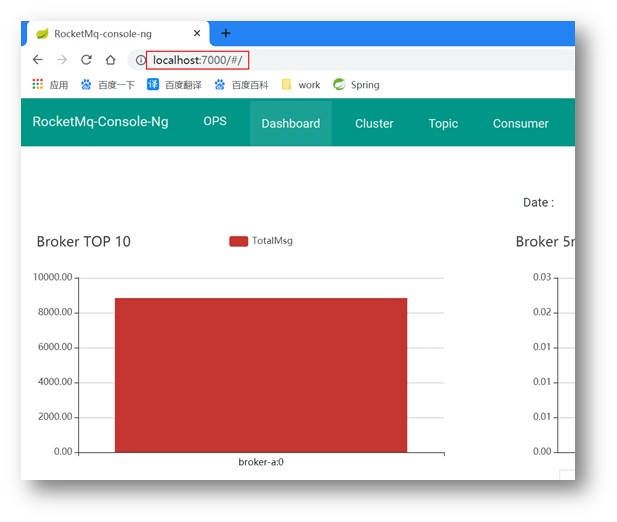 RocketMq-console-ng
localhost:7000/#/
应用 百度一下 译 百度翻译 百度百科 work Spring
RocketMq-Console-Ng OPS Dashboard Cluster Topic Consumer
Date :
Broker TOP 10 TotalMsg Broker 5
10000.00 0.03
8000.00 0.02
6000.00 0.01
4000.00 0.01
2000.00 0.01
0.00 0.00
broker-a:0